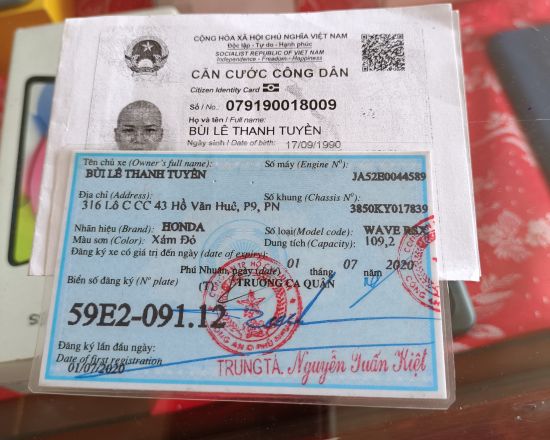 CỘNG HÒA XÃ HỘI CHỦ NGHĨA VIỆT NAM
Độc lập - Tự do - Hạnh phúc
SOCIALIST REPUBLIC OF VIET NAM
Independence - Freedom - Happiness
CĂN CƯỚC CÔNG DÂN
Citizen Identity Card
Số / No.: 079190018009
Họ và tên / Full name:
BÙI LÊ THANH TUYỀN
Ngày sinh / Date of birth: 17/09/1990
Tên chủ xe (Owner's full name): Số máy (Engine Nº):
BÙI LÊ THANH TUYỀN JA52E0044589
Địa chỉ (Address): Số khung (Chassis Nº):
316 Lô C CC 43 Hồ Văn Huê, P9, PN 3850KY017839
Nhãn hiệu (Brand): HONDA Số loại (Model code): WAVE RSX
Màu sơn (Color): Xám Đỏ Dung tích (Capacity): 109,2
Đăng ký xe có giá trị đến ngày (date of expiry):
Phú Nhuận, ngày (date) 01 tháng 07 năm 2020
Biển số đăng ký (Nº plate) (T) TRƯỞNG CA QUẬN
59E2-091.12
Đăng ký lần đầu ngày:
Date of first registration
01/07/2020
TRUNG TÁ. Nguyễn Tuấn Kiệt